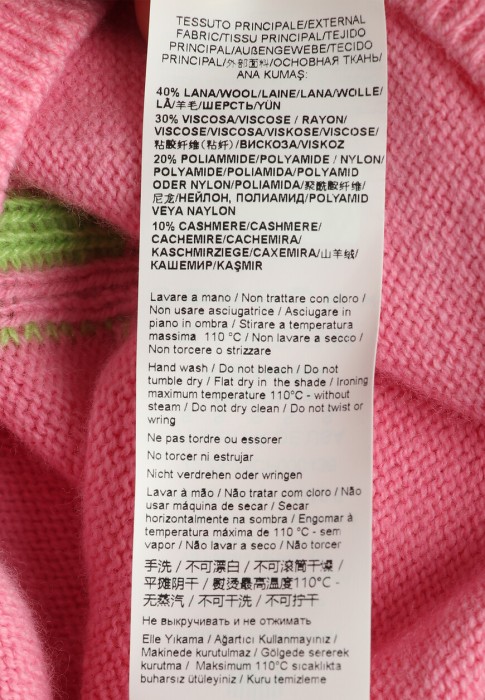 TESSUTO PRINCIPALE/EXTERNAL
FABRIC/TISSU PRINCIPAL/TEJIDO
PRINCIPAL/AUßENGEWEBE/TECIDO
PRINCIPAL/外部面料/ОСНОВНАЯ ТКАНЬ/
ANA KUMAŞ:
40% LANA/WOOL/LAINE/LANA/WOLLE/
LÃ/羊毛/ШЕРСТЬ/YÜN
30% VISCOSA/VISCOSE / RAYON/
VISCOSE/VISCOSA/VISKOSE/VISCOSE/
粘胶纤维(粘纤)/ВИСКОЗА/VISKOZ
20% POLIAMMIDE/POLYAMIDE / NYLON/
POLYAMIDE/POLIAMIDA/POLYAMID
ODER NYLON/POLIAMIDA/聚酰胺纤维/
尼龙/НЕЙЛОН, ПОЛИАМИД/POLYAMID
VEYA NAYLON
10% CASHMERE/CASHMERE/
CACHEMIRE/CACHEMIRA/
KASCHMIRZIEGE/CAXEMIRA/山羊绒/
КАШЕМИР/KAŞMIR
Lavare a mano / Non trattare con cloro /
Non usare asciugatrice / Asciugare in
piano in ombra / Stirare a temperatura
massima 110 °C / Non lavare a secco /
Non torcere o strizzare
Hand wash / Do not bleach / Do not
tumble dry / Flat dry in the shade / Ironing
maximum temperature 110°C - without
steam / Do not dry clean / Do not twist or
wring
Ne pas tordre ou essorer
No torcer ni estrujar
Nicht verdrehen oder wringen
Lavar à mão / Não tratar com cloro / Não
usar máquina de secar / Secar
horizontalmente na sombra / Engomar à
temperatura máxima de 110 °C - sem
vapor / Não lavar a seco / Não torcer
手洗 / 不可漂白 / 不可滚筒干燥 /
平摊阴干 / 熨烫最高温度110°C -
无蒸汽 / 不可干洗 / 不可拧干
Не выкручивать и не отжимать
Elle Yıkama / Ağartıcı Kullanmayınız /
Makinede kurutulmaz / Gölgede sererek
kurutma / Maksimum 110°C sıcaklıkta
buharsız ütüleyiniz / Kuru temizleme